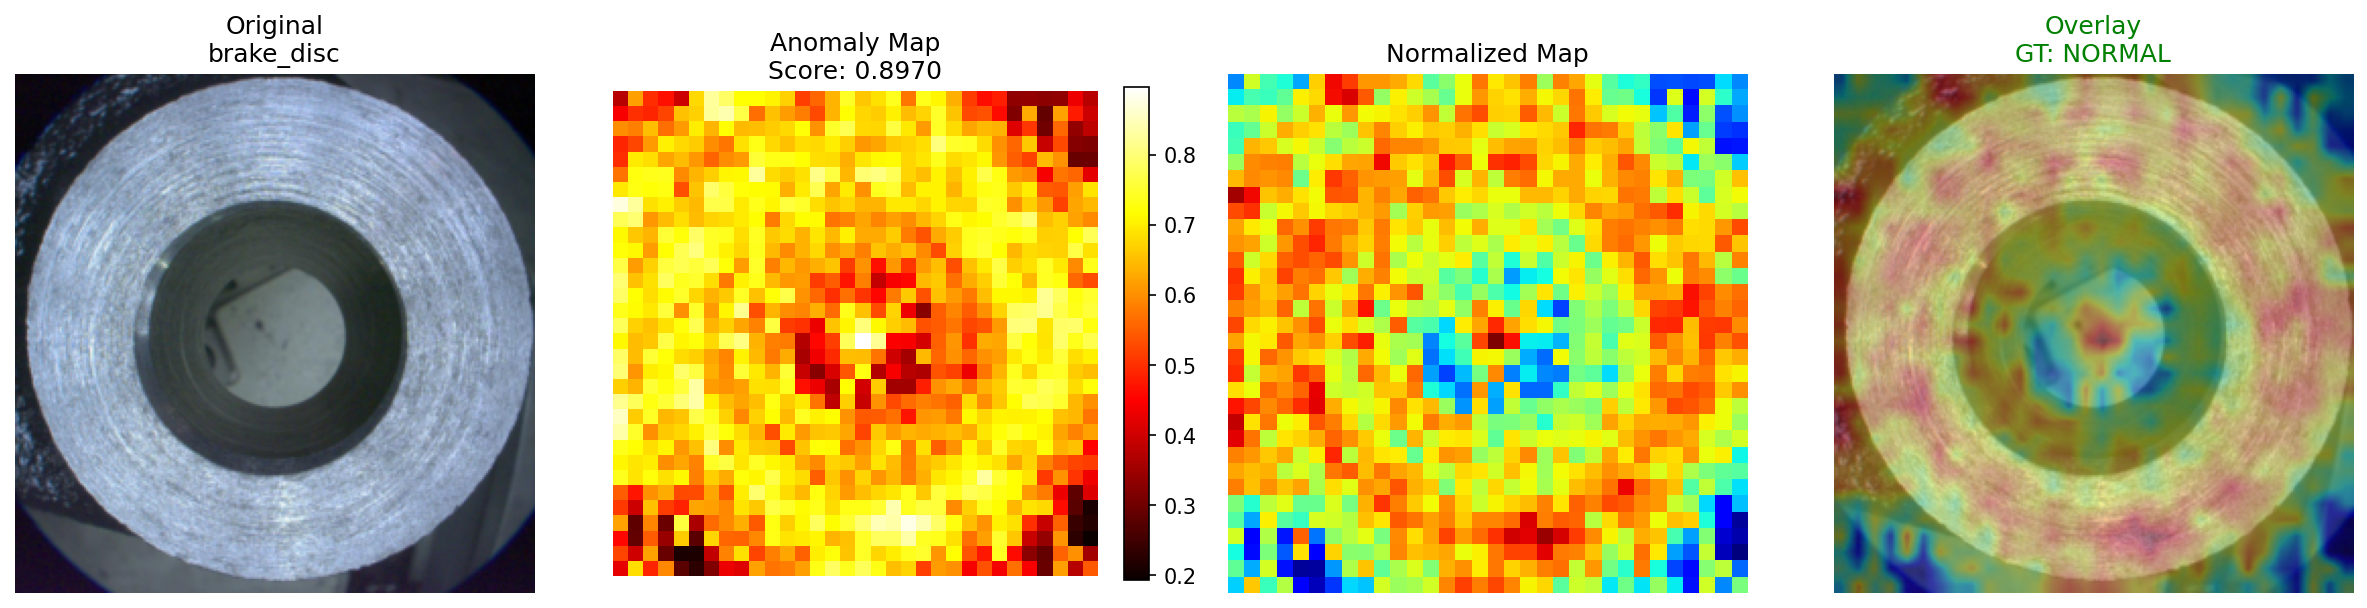 Original
brake_disc
Anomaly Map
Score: 0.8970
0.8
0.7
0.6
0.5
0.4
0.3
0.2
Normalized Map
Overlay
GT: NORMAL